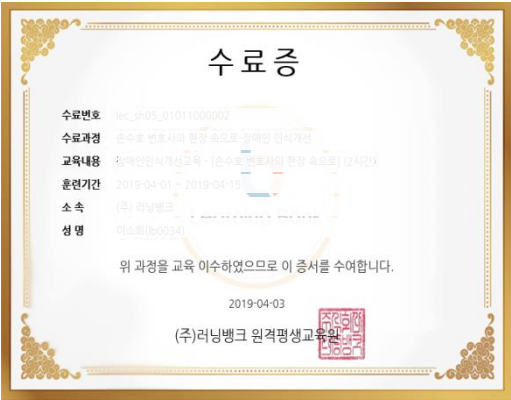 수료증
수료번호 lec_sh05_01011000002
수료과정 손수호 변호사의 현장 속으로-장애인 인식개선
교육내용 장애인인식개선교육 - [손수호 변호사의 현장 속으로] (2시간)
훈련기간 2019-04-01 ~ 2019-04-15
소 속 (주) 러닝뱅크
성 명 이소희(lb0034)
위 과정을 교육 이수하였으므로 이 증서를 수여합니다.
2019-04-03
(주)러닝뱅크 원격평생교육원